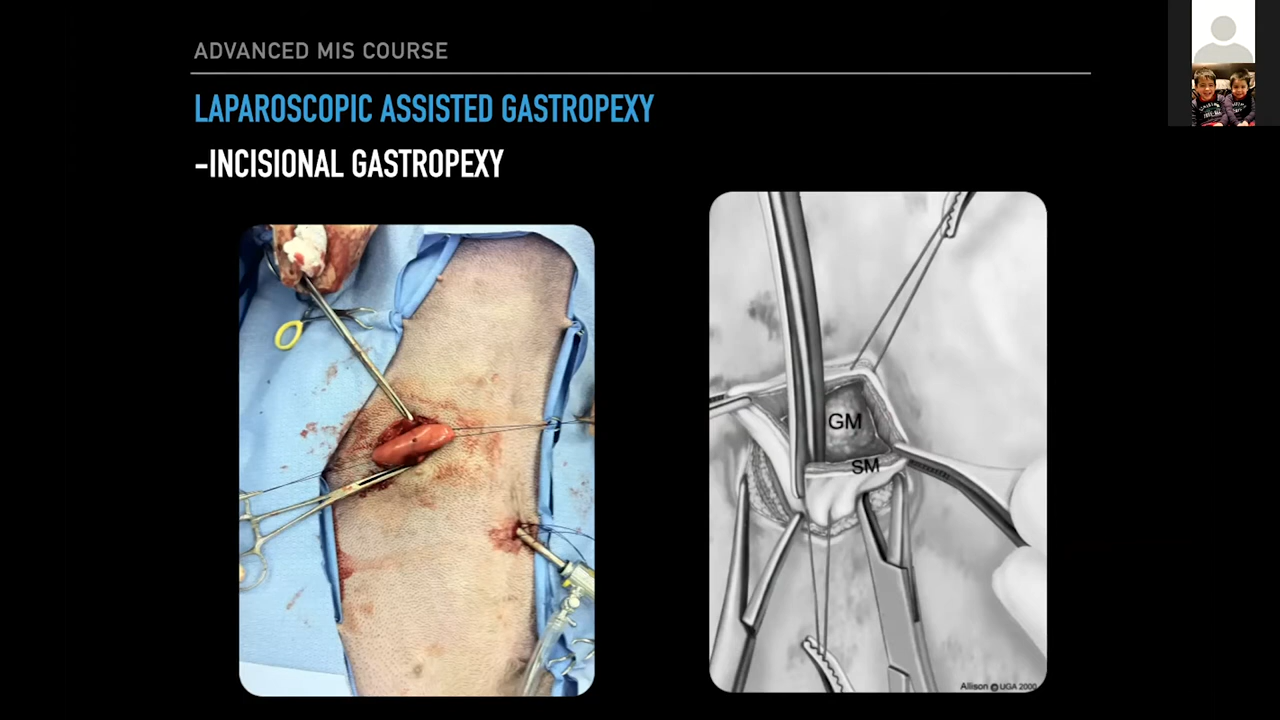 ADVANCED MIS COURSE
LAPAROSCOPIC ASSISTED GASTROPEXY
-INCISIONAL GASTROPEXY
GM
SM
Allison © UGA 2000